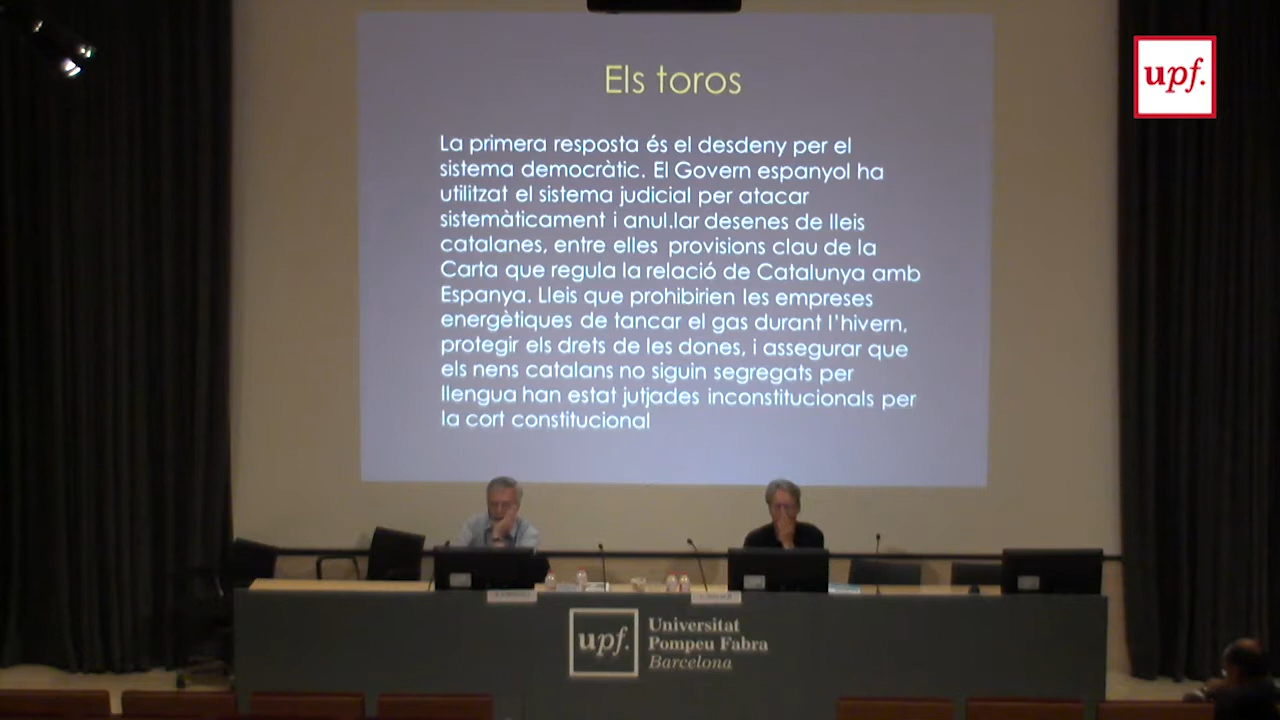 Els toros
La primera resposta és el desdeny per el
sistema democràtic. El Govern espanyol ha
utilitzat el sistema judicial per atacar
sistemàticament i anul.lar desenes de lleis
catalanes, entre elles provisions clau de la
Carta que regula la relació de Catalunya amb
Espanya. Lleis que prohibirien les empreses
energètiques de tancar el gas durant l'hivern,
protegir els drets de les dones, i assegurar que
els nens catalans no siguin segregats per
llengua han estat jutjades inconstitucionals per
la cort constitucional
upf.
upf.
Universitat
Pompeu Fabra
Barcelona